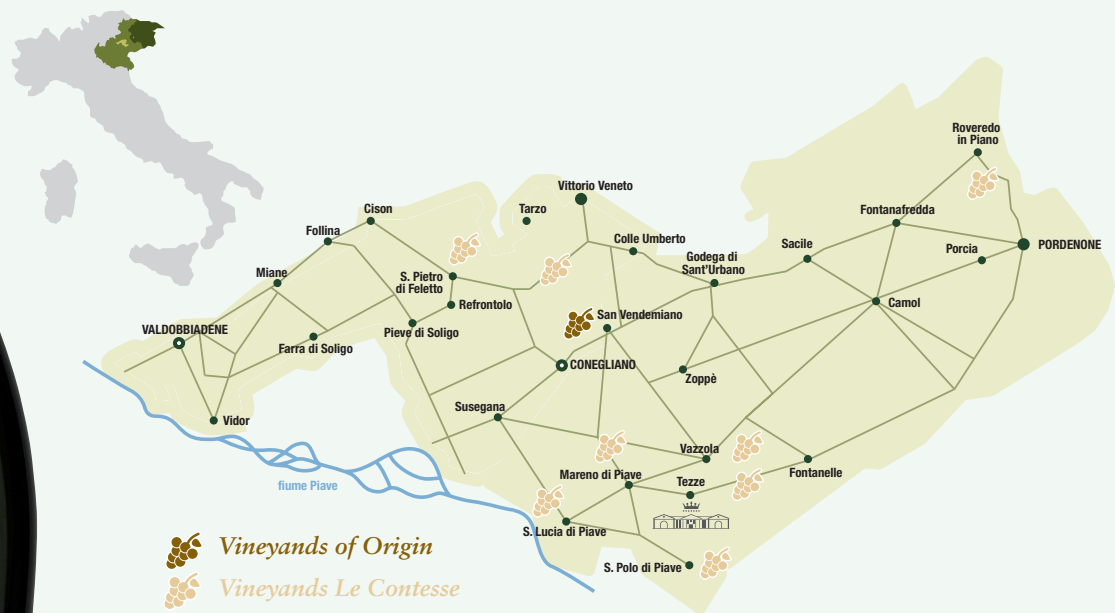 Roveredo
in Piano
Vittorio Veneto
Cison
Tarzo
Fontanafredda
Follina
Colle Umberto
Sacile
Porcia
PORDENONE
Godega di
Sant'Urbano
Miane
S. Pietro
di Feletto
Refrontolo
Camol
San Vendemiano
VALDOBBIADENE
Pieve di Soligo
Farra di Soligo
CONEGLIANO
Zoppè
Susegana
Vidor
Vazzola
Mareno di Piave
Tezze
Fontanelle
fiume Piave
S. Lucia di Piave
S. Polo di Piave
Vineyands of Origin
Vineyands Le Contesse